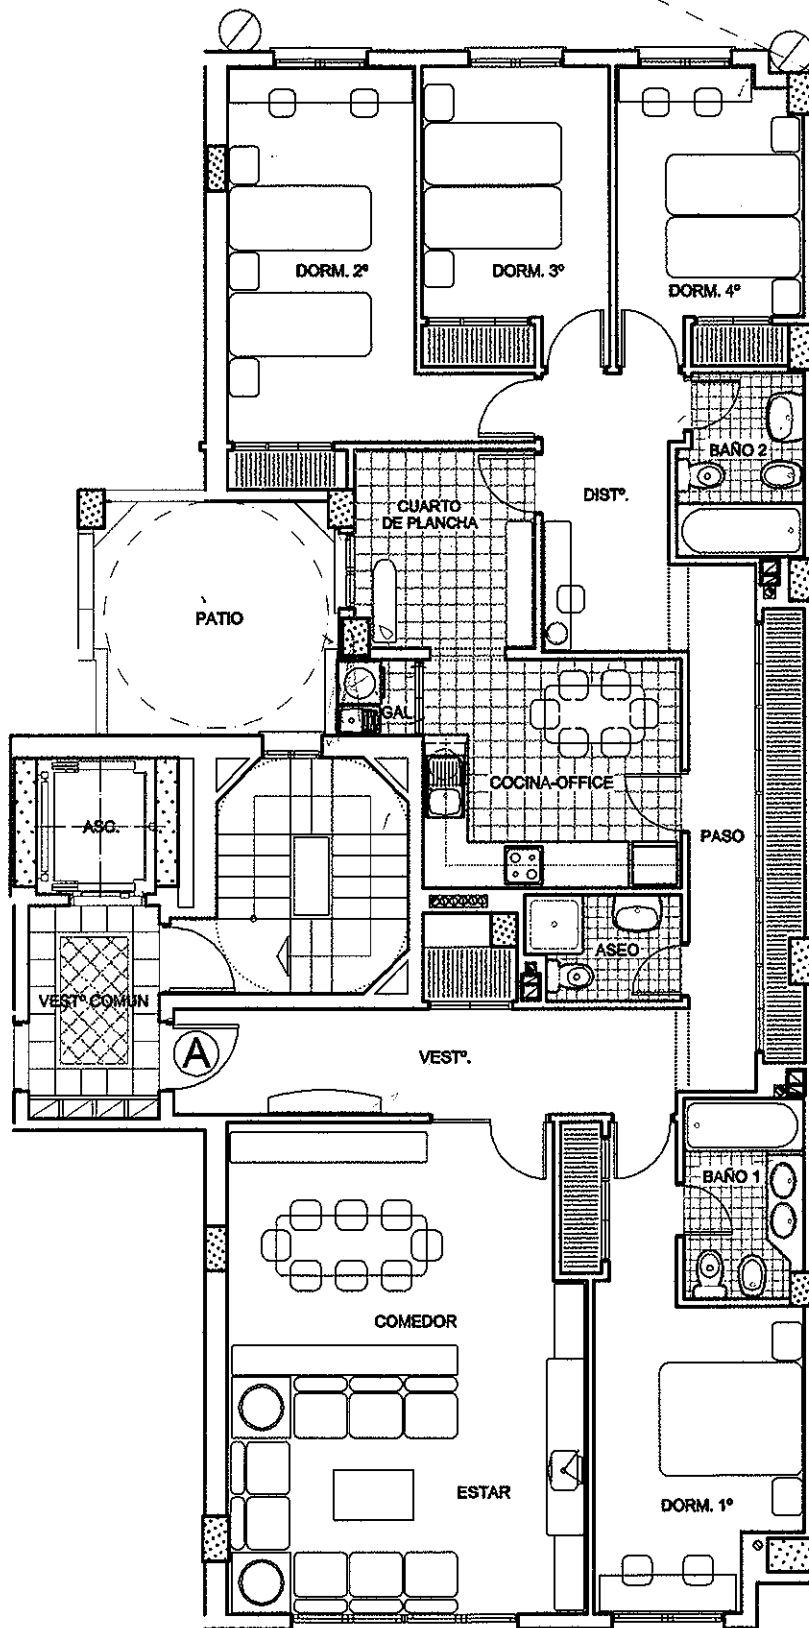 DORM. 2º
DORM. 3º
DORM. 4º
BAÑO 2
CUARTO
DE PLANCHA
DISTº.
PATIO
GAL.
COCINA-OFFICE
ASC.
PASO
ASEO
VESTº COMUN
A
VESTº.
BAÑO 1
COMEDOR
ESTAR
DORM. 1º